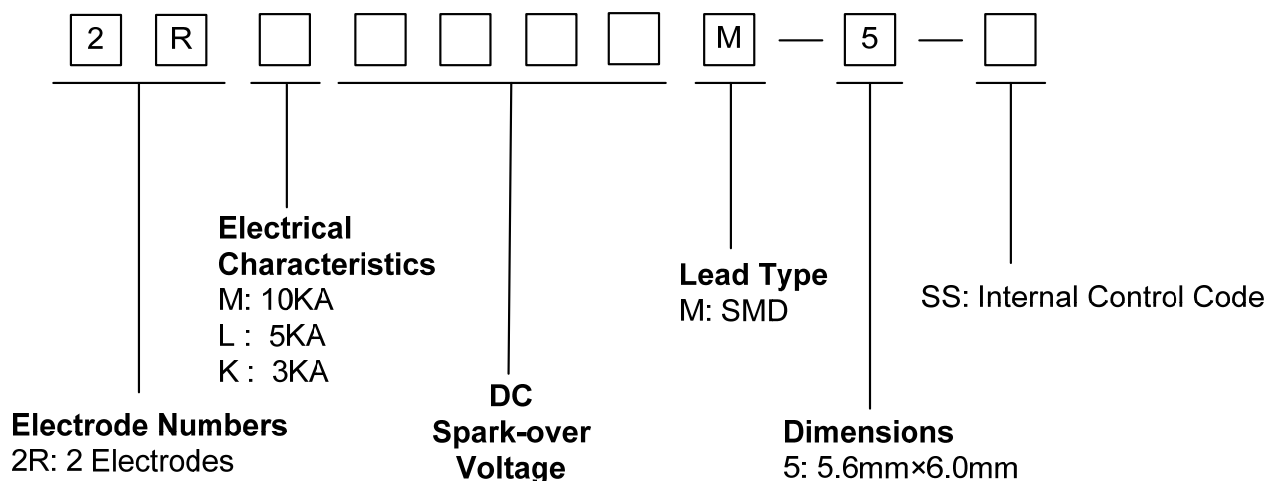 2 R M — 5 —
Electrical
Characteristics
M: 10KA
L : 5KA
K : 3KA
Lead Type
M: SMD
SS: Internal Control Code
Electrode Numbers
2R: 2 Electrodes
DC
Spark-over
Voltage
Dimensions
5: 5.6mm×6.0mm